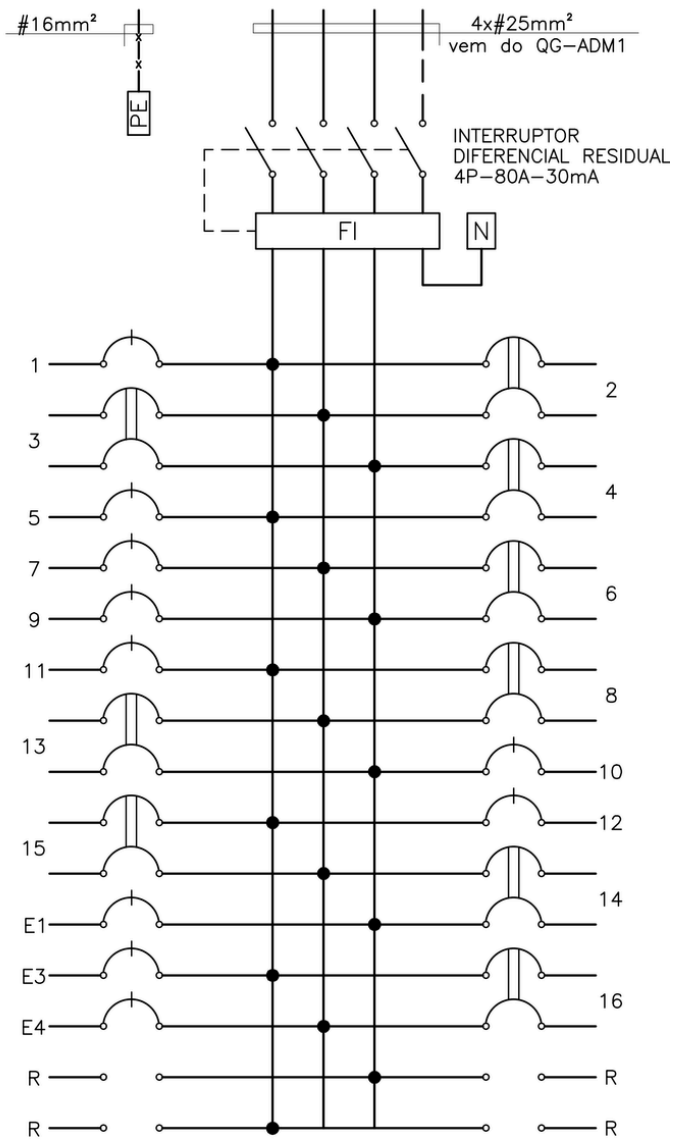 #16mm²
4x#25mm²
vem do QG-ADM1
PE
INTERRUPTOR
DIFERENCIAL RESIDUAL
4P-80A-30mA
FI
N
1
2
3
4
5
7
6
9
11
8
13
10
12
15
14
E1
E3
16
E4
R
R
R
R